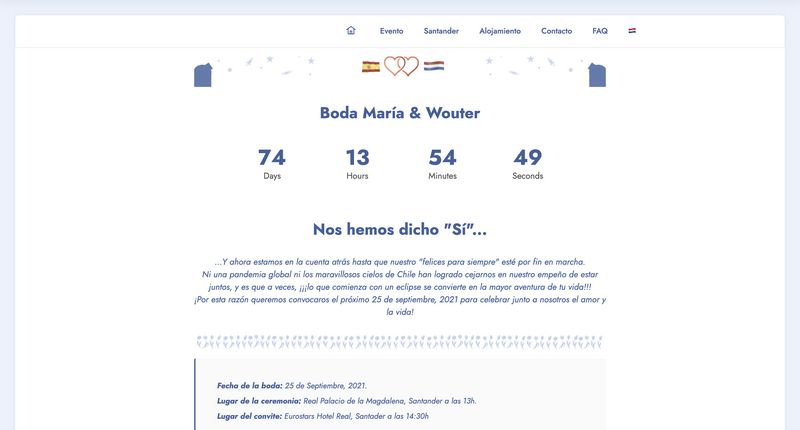 Evento Santander Alojamiento Contacto FAQ
Boda María & Wouter
74 13 54 49
Days Hours Minutes Seconds
Nos hemos dicho "Sí"...
...Y ahora estamos en la cuenta atrás hasta que nuestro "felices para siempre" esté por fin en marcha.
Ni una pandemia global ni los maravillosos cielos de Chile han logrado cejarnos en nuestro empeño de estar
juntos, y es que a veces, ¡¡¡lo que comienza con un eclipse se convierte en la mayor aventura de tu vida!!!
¡Por esta razón queremos convocaros el próximo 25 de septiembre, 2021 para celebrar junto a nosotros el amor y
la vida!
Fecha de la boda: 25 de Septiembre, 2021.
Lugar de la ceremonia: Real Palacio de la Magdalena, Santander a las 13h.
Lugar del convite: Eurostars Hotel Real, Santader a las 14:30h